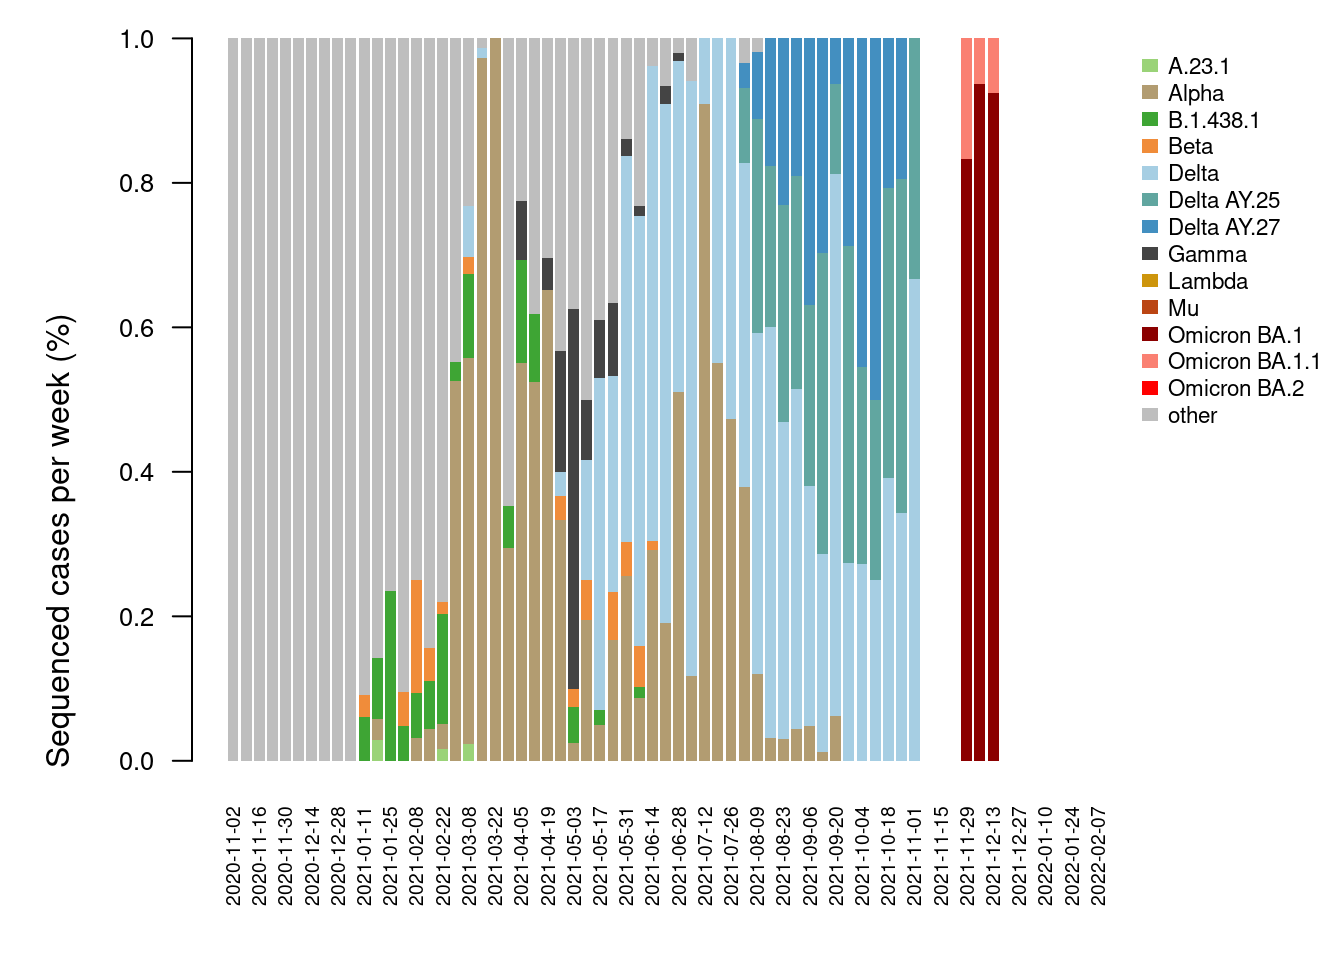 Sequenced cases per week (%)
1.0
0.8
0.6
0.4
0.2
0.0
2020-11-02
2020-11-16
2020-11-30
2020-12-14
2020-12-28
2021-01-11
2021-01-25
2021-02-08
2021-02-22
2021-03-08
2021-03-22
2021-04-05
2021-04-19
2021-05-03
2021-05-17
2021-05-31
2021-06-14
2021-06-28
2021-07-12
2021-07-26
2021-08-09
2021-08-23
2021-09-06
2021-09-20
2021-10-04
2021-10-18
2021-11-01
2021-11-15
2021-11-29
2021-12-13
2021-12-27
2022-01-10
2022-01-24
2022-02-07
A.23.1
Alpha
B.1.438.1
Beta
Delta
Delta AY.25
Delta AY.27
Gamma
Lambda
Mu
Omicron BA.1
Omicron BA.1.1
Omicron BA.2
other